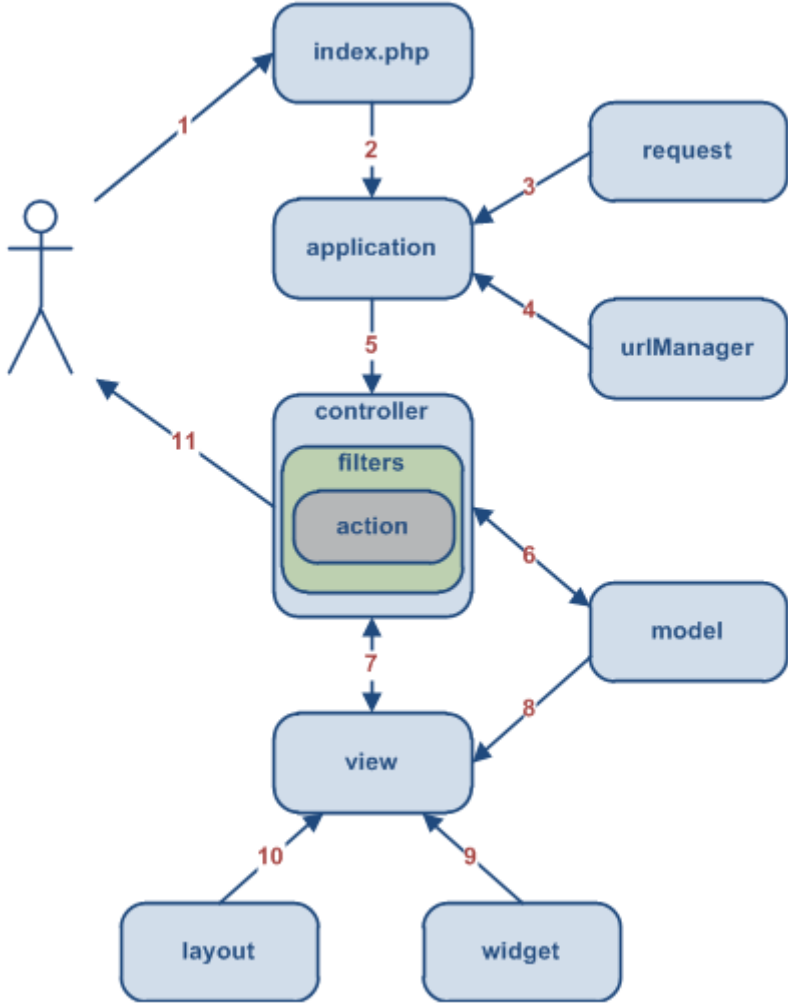 index.php
1
2
request
3
application
4
urlManager
5
controller
11
filters
action
6
model
7
8
view
10
9
layout
widget